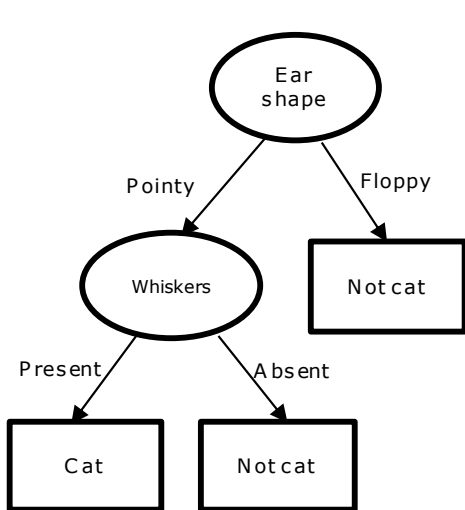 Ear
shape
Pointy
Floppy
Whiskers
Not cat
Present
Absent
Cat
Not cat